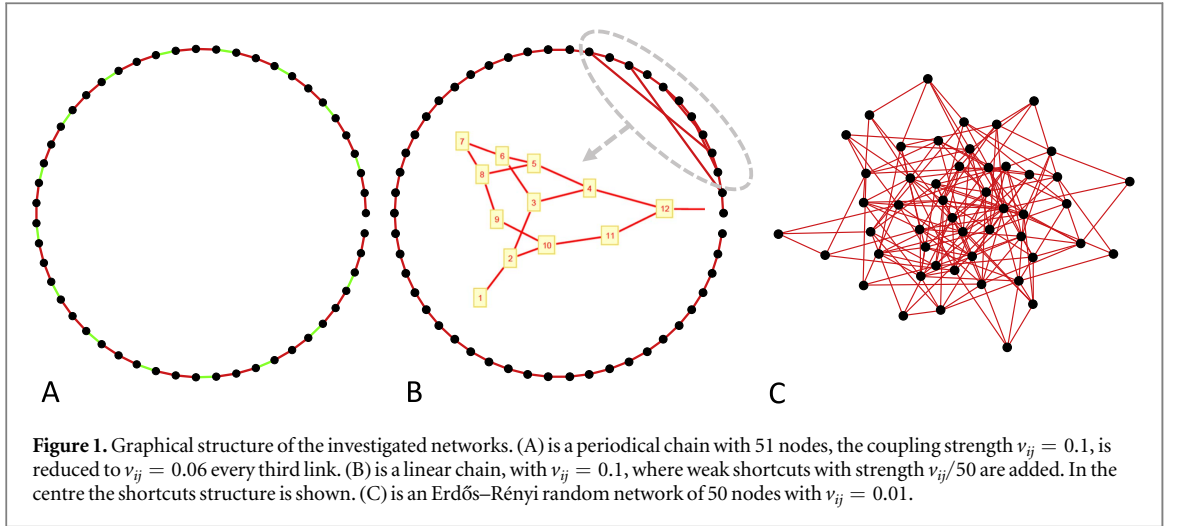 7
6
5
8
4
3
12
9
11
10
2
1
A
B
C
Figure 1. Graphical structure of the investigated networks. (A) is a periodical chain with 51 nodes, the coupling strength v_ij = 0.1, is
reduced to v_ij = 0.06 every third link. (B) is a linear chain, with v_ij = 0.1, where weak shortcuts with strength v_ij/50 are added. In the
centre the shortcuts structure is shown. (C) is an Erdős–Rényi random network of 50 nodes with v_ij = 0.01.